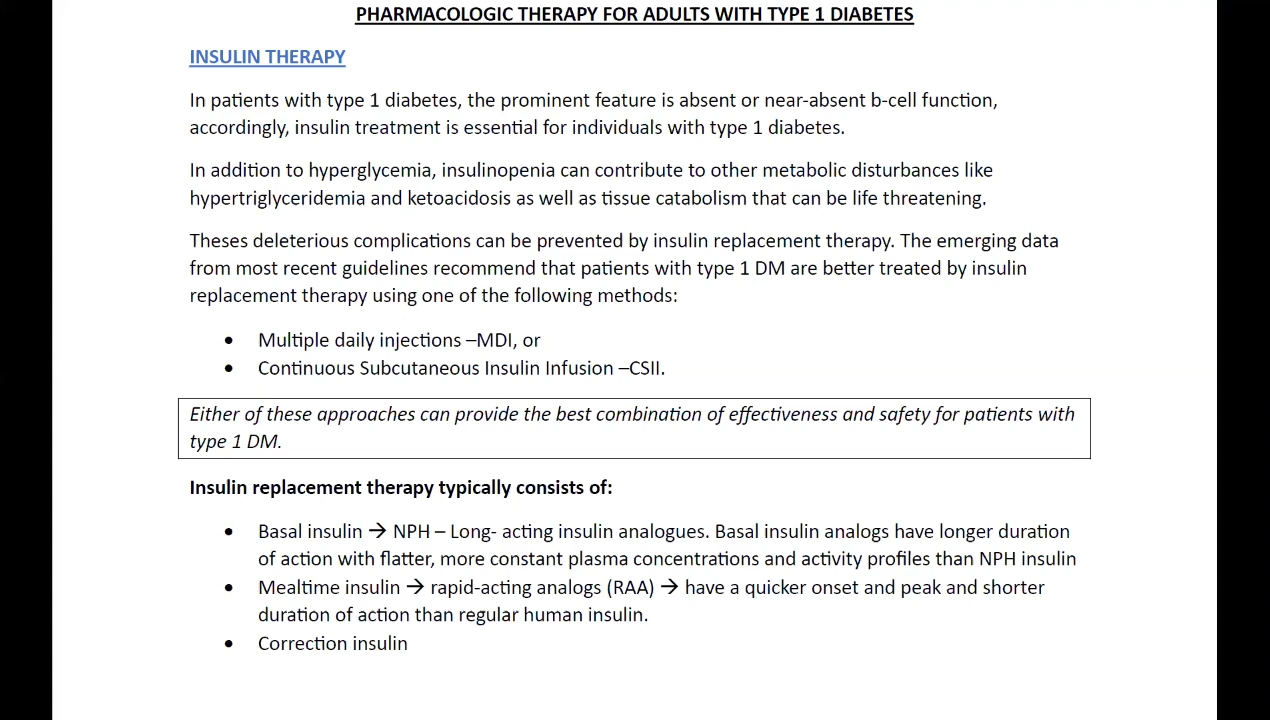 PHARMACOLOGIC THERAPY FOR ADULTS WITH TYPE 1 DIABETES
INSULIN THERAPY
In patients with type 1 diabetes, the prominent feature is absent or near-absent b-cell function,
accordingly, insulin treatment is essential for individuals with type 1 diabetes.
In addition to hyperglycemia, insulinopenia can contribute to other metabolic disturbances like
hypertriglyceridemia and ketoacidosis as well as tissue catabolism that can be life threatening.
Theses deleterious complications can be prevented by insulin replacement therapy. The emerging data
from most recent guidelines recommend that patients with type 1 DM are better treated by insulin
replacement therapy using one of the following methods:
• Multiple daily injections –MDI, or
• Continuous Subcutaneous Insulin Infusion –CSII.
Either of these approaches can provide the best combination of effectiveness and safety for patients with
type 1 DM.
Insulin replacement therapy typically consists of:
• Basal insulin → NPH – Long- acting insulin analogues. Basal insulin analogs have longer duration
of action with flatter, more constant plasma concentrations and activity profiles than NPH insulin
• Mealtime insulin → rapid-acting analogs (RAA) → have a quicker onset and peak and shorter
duration of action than regular human insulin.
• Correction insulin